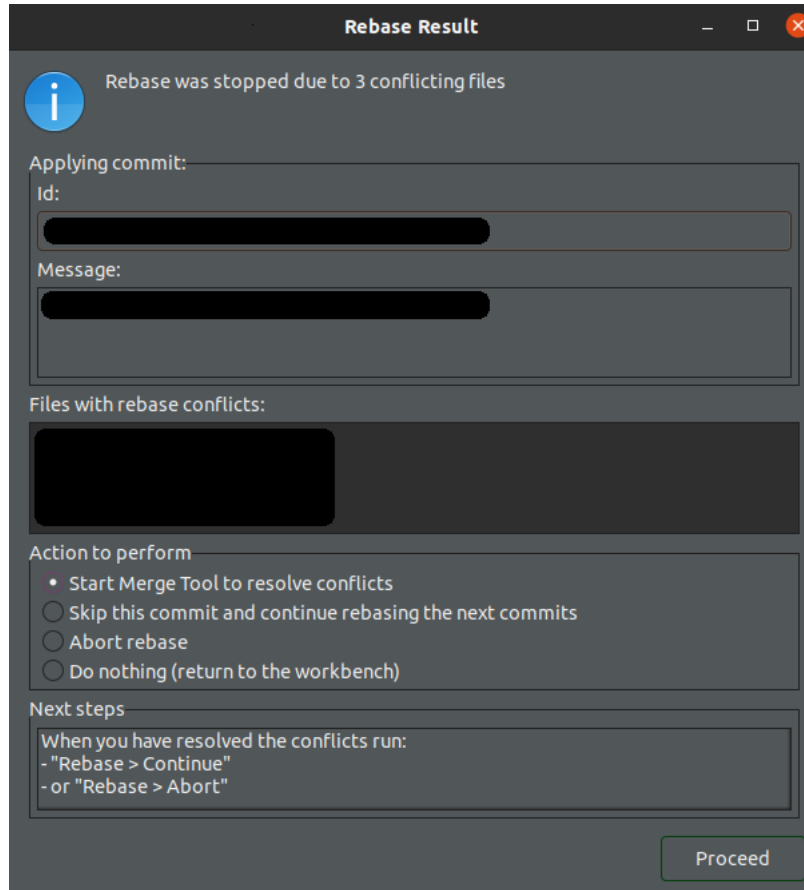 Rebase Result
Rebase was stopped due to 3 conflicting files
Applying commit:
Id:
Message:
Files with rebase conflicts:
Action to perform
Start Merge Tool to resolve conflicts
Skip this commit and continue rebasing the next commits
Abort rebase
Do nothing (return to the workbench)
Next steps
When you have resolved the conflicts run:
- "Rebase > Continue"
- or "Rebase > Abort"
Proceed